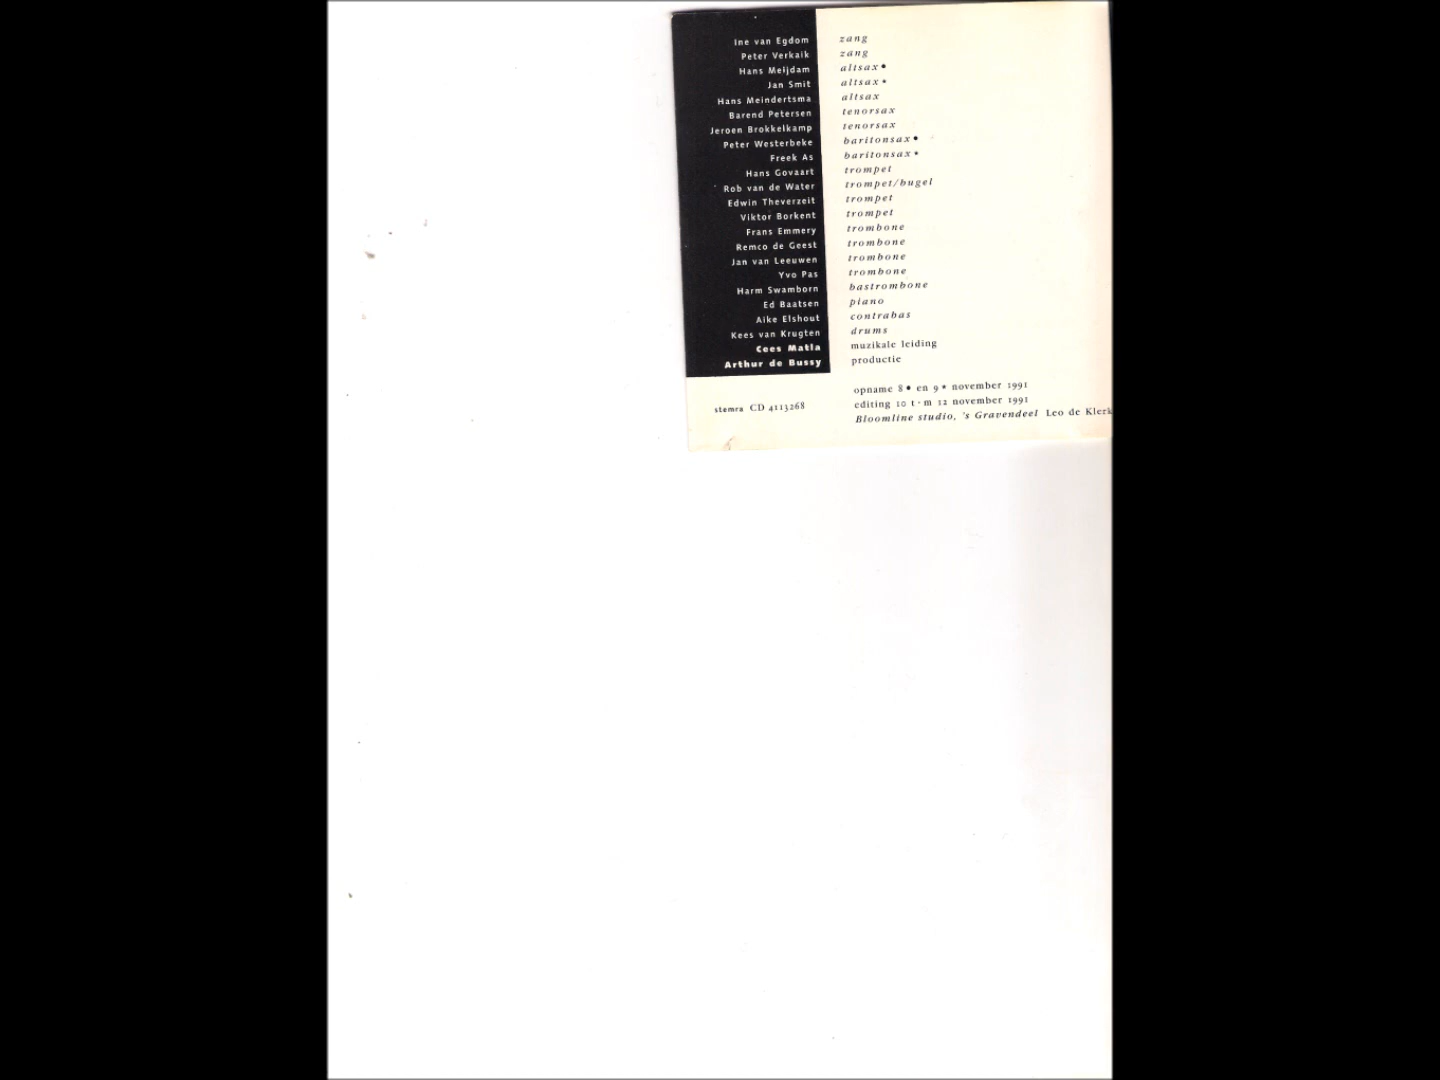 Ine van Egdom zang
Peter Verkaik zang
Hans Meijdam altsax•
Jan Smit altsax*
Hans Meindertsma altsax
Barend Petersen tenorsax
Jeroen Brokkelkamp tenorsax
Peter Westerbeke baritonsax•
Freek As baritonsax*
Hans Govaart trompet
Rob van de Water trompet/bugel
Edwin Theverzeit trompet
Viktor Borkent trompet
Frans Emmery trombone
Remco de Geest trombone
Jan van Leeuwen trombone
Yvo Pas trombone
Harm Swamborn bastrombone
Ed Baatsen piano
Aike Elshout contrabas
Kees van Krugten drums
Cees Matla muzikale leiding
Arthur de Bussy productie
opname 8• en 9* november 1991
stemra CD 4113268 editing 10 t·m 12 november 1991
Bloomline studio, 's Gravendeel Leo de Klerk